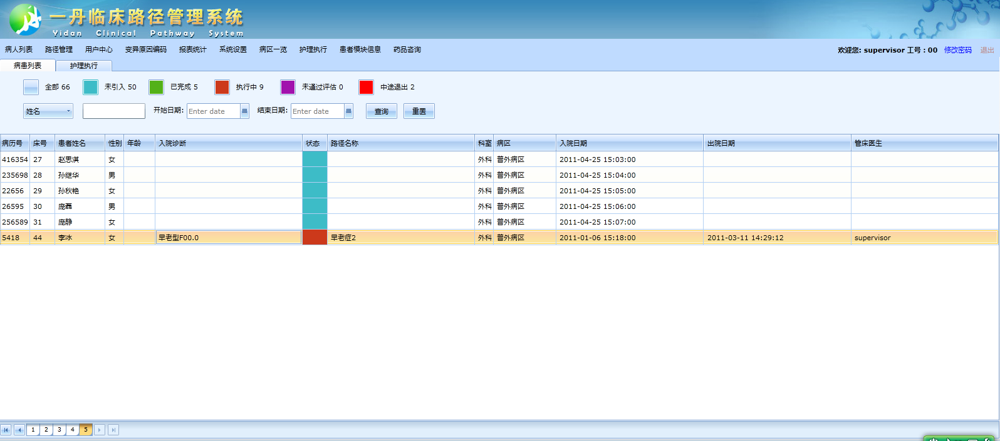 一丹临床路径管理系统
Yidan Clinical Pathway System
病人列表 路径管理 用户中心 变异原因编码 报表统计 系统设置 病区一览 护理执行 患者模块信息 药品咨询 欢迎您: supervisor 工号：00 修改密码 退出
病患列表 护理执行
全部 66 未引入 50 已完成 5 执行中 9 未通过评估 0 中途退出 2
姓名 开始日期: Enter date 结束日期: Enter date 查询 重置
病历号 床号 患者姓名 性别 年龄 入院诊断 状态 路径名称 科室 病区 入院日期 出院日期 管床医生
416354 27 赵思淇 女 外科 普外病区 2011-04-25 15:03:00
235698 28 孙继华 男 外科 普外病区 2011-04-25 15:04:00
22656 29 孙秋艳 女 外科 普外病区 2011-04-25 15:05:00
26595 30 庞磊 男 外科 普外病区 2011-04-25 15:06:00
256589 31 庞静 女 外科 普外病区 2011-04-25 15:07:00
5418 44 李冰 女 早老型F00.0 早老症2 外科 普外病区 2011-01-06 15:18:00 2011-03-11 14:29:12 supervisor
1 2 3 4 5